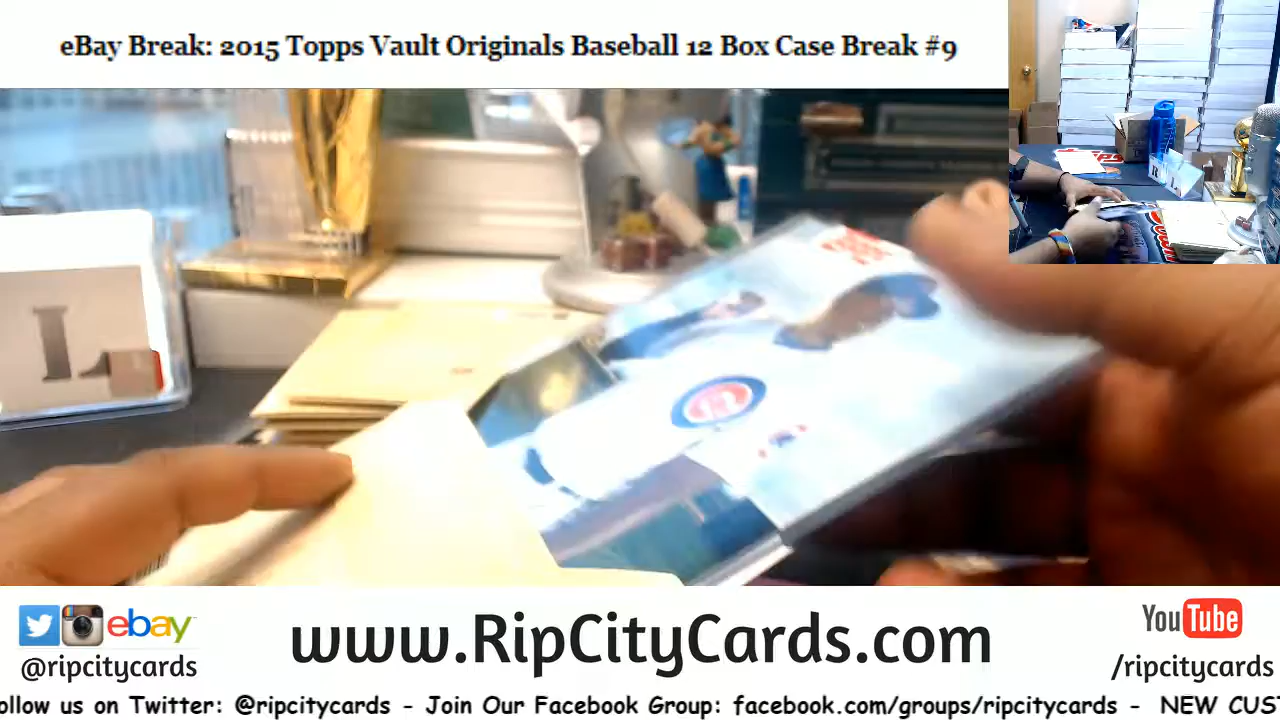 eBay Break: 2015 Topps Vault Originals Baseball 12 Box Case Break #9
L
ebay
@ripcitycards
www.RipCityCards.com
YouTube
/ripcitycards
ollow us on Twitter: @ripcitycards - Join Our Facebook Group: facebook.com/groups/ripcitycards - NEW CUS